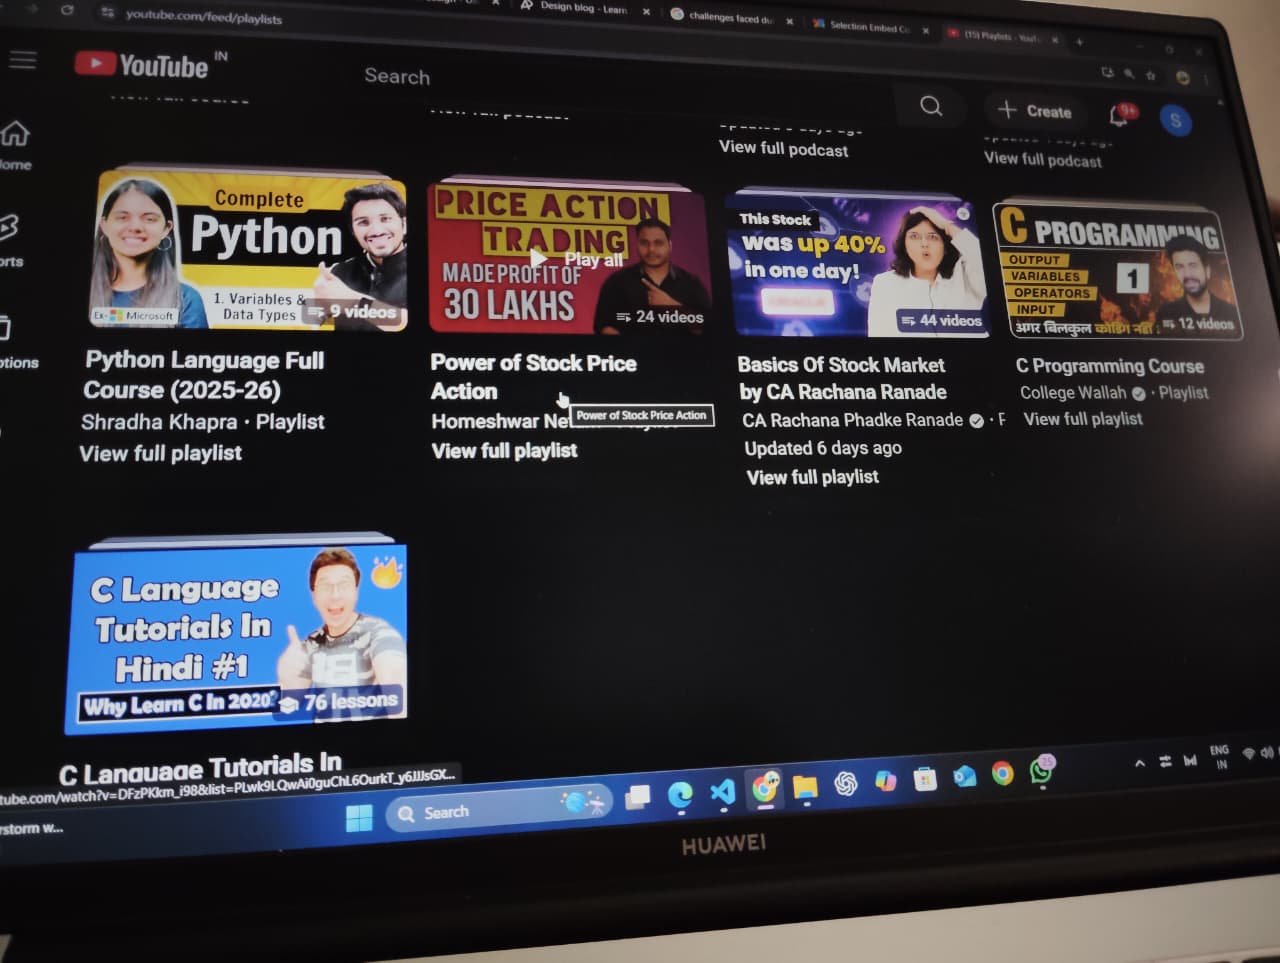 Design blog - Learn
challenges faced du
Selection Embed Co
(15) Playlists - YouT
youtube.com/feed/playlists
YouTube IN
Search
Create
9+
S
View full podcast
View full podcast
Complete
Python
1. Variables &
Data Types
Ex- Microsoft
9 videos
Python Language Full
Course (2025-26)
Shradha Khapra • Playlist
View full playlist
PRICE ACTION
TRADING
Play all
MADE PROFIT OF
30 LAKHS
24 videos
Power of Stock Price
Action
Homeshwar
Power of Stock Price Action
View full playlist
This Stock
was up 40%
in one day!
44 videos
Basics Of Stock Market
by CA Rachana Ranade
CA Rachana Phadke Ranade • P
Updated 6 days ago
View full playlist
C PROGRAMMING
OUTPUT
VARIABLES
OPERATORS
INPUT
1
अगर बिलकुल कोडिंग नहीं
12 videos
C Programming Course
College Wallah • Playlist
View full playlist
C Language
Tutorials In
Hindi #1
Why Learn C In 2020?
76 lessons
C Language Tutorials In
tube.com/watch?v=DFzPKkm_i98&list=PLwk9LQwAi0guChL6OurkT_y6JJJsGX...
rstorm w...
Search
25
ENG
IN
HUAWEI